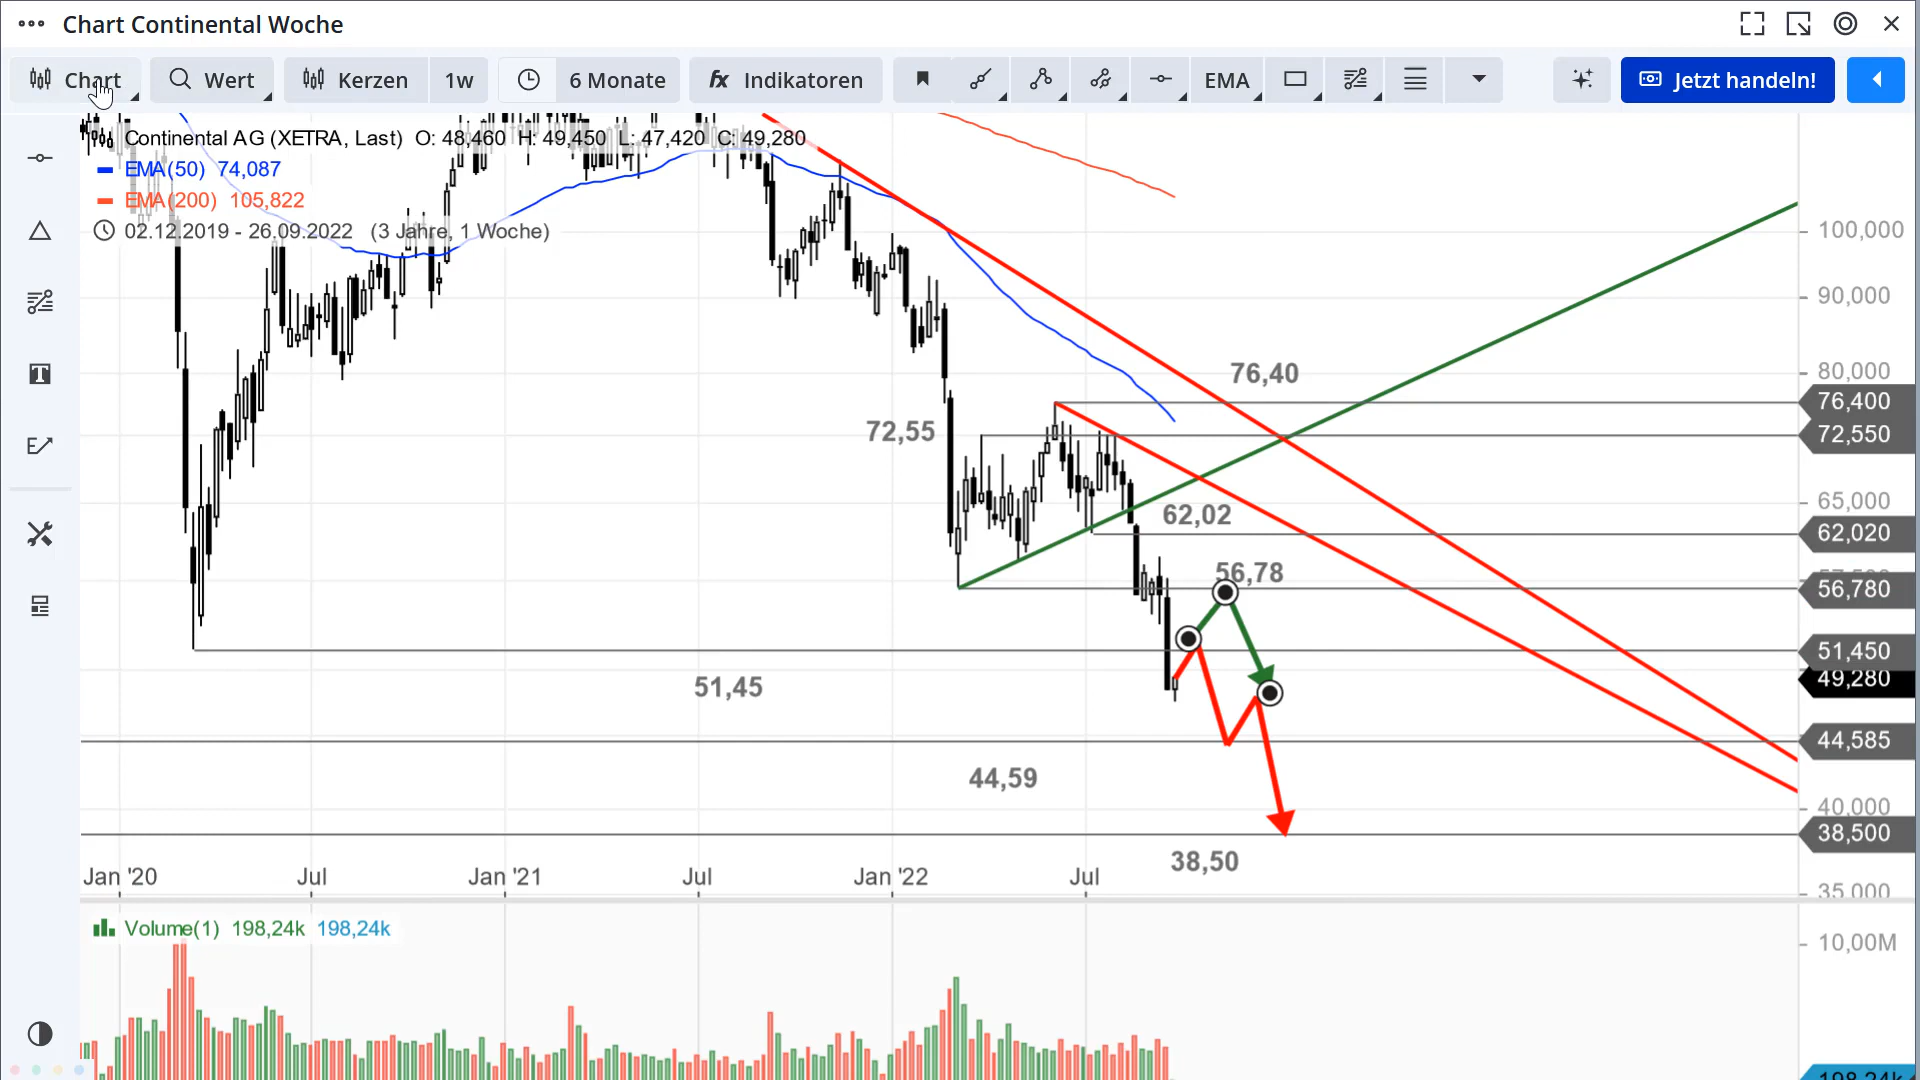 Chart Continental Woche
Chart Wert Kerzen 1w 6 Monate fx Indikatoren EMA Jetzt handeln!
Continental AG (XETRA, Last) O: 48,460 H: 49,450 L: 47,420 C: 49,280
EMA(50) 74,087
EMA(200) 105,822
02.12.2019 - 26.09.2022 (3 Jahre, 1 Woche)
T
E
100,000
90,000
80,000
76,40
76,400
72,55
72,550
65,000
62,02
62,020
56,78
56,780
51,450
51,45
49,280
44,585
44,59
40,000
38,500
38,50
Jan '20 Jul Jan '21 Jul Jan '22 Jul
35,000
Volume(1) 198,24k 198,24k
10,00M
198,24k